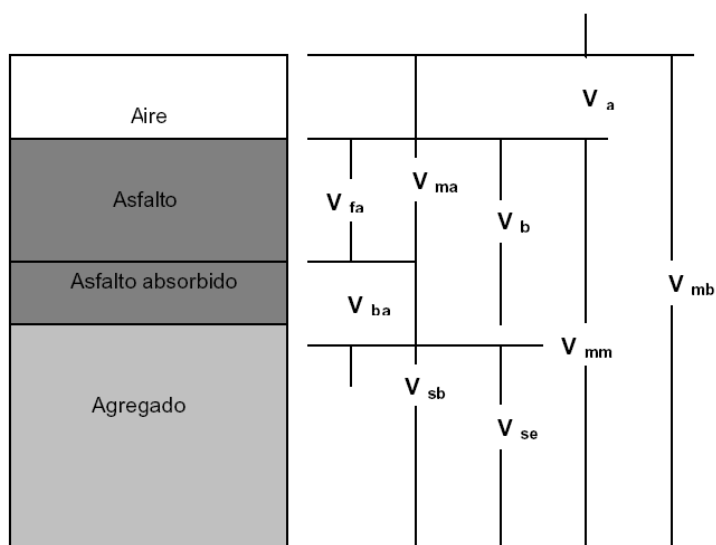 Aire
Asfalto
Asfalto absorbido
Agregado
V a
V ma
V fa
V b
V mb
V ba
V mm
V sb
V se